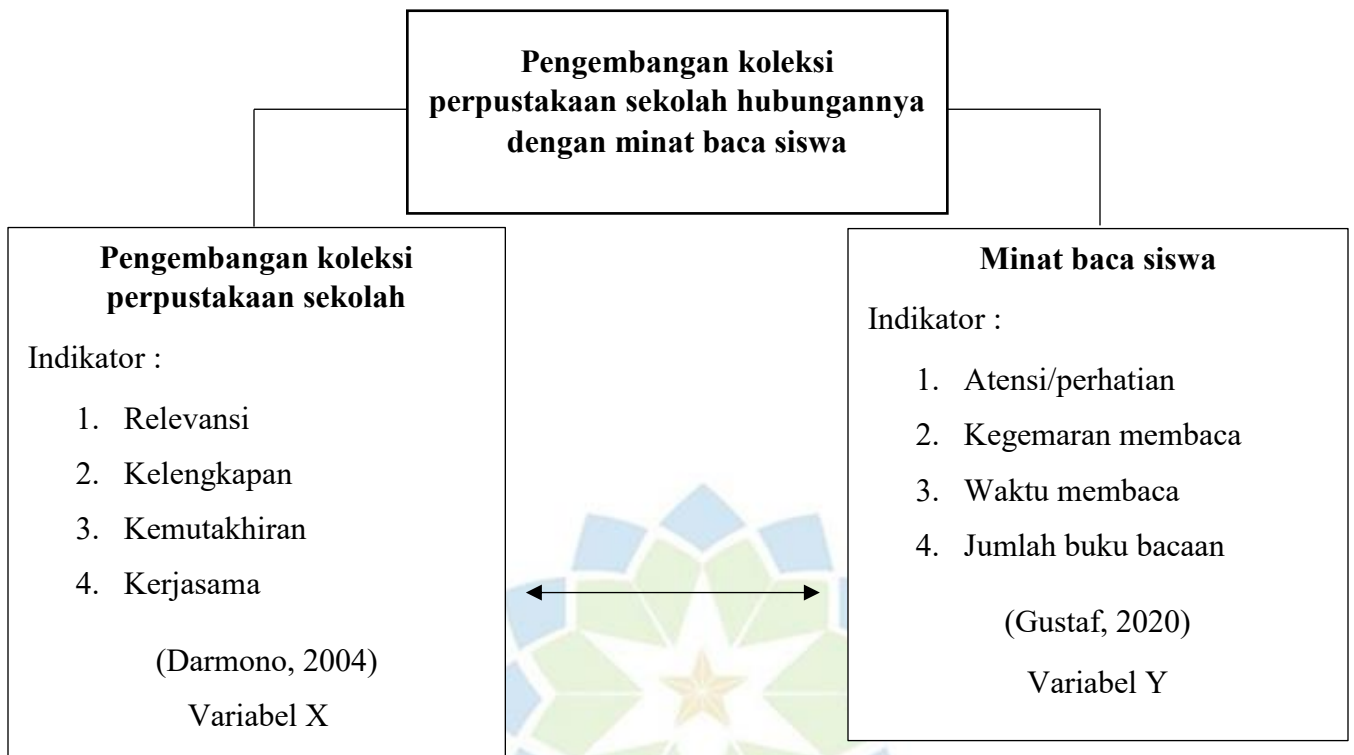 Pengembangan koleksi
perpustakaan sekolah hubungannya
dengan minat baca siswa
Pengembangan koleksi
perpustakaan sekolah
Indikator :
1. Relevansi
2. Kelengkapan
3. Kemutakhiran
4. Kerjasama
(Darmono, 2004)
Variabel X
Minat baca siswa
Indikator :
1. Atensi/perhatian
2. Kegemaran membaca
3. Waktu membaca
4. Jumlah buku bacaan
(Gustaf, 2020)
Variabel Y